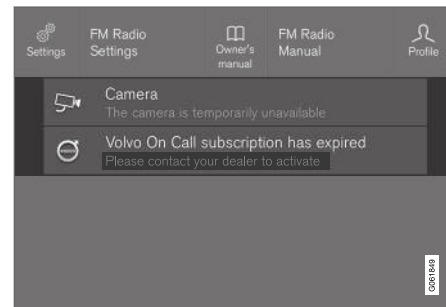 Settings
FM Radio
Settings
Owner's
manual
FM Radio
Manual
Profile
Camera
The camera is temporarily unavailable
Volvo On Call subscription has expired
Please contact your dealer to activate
G061849